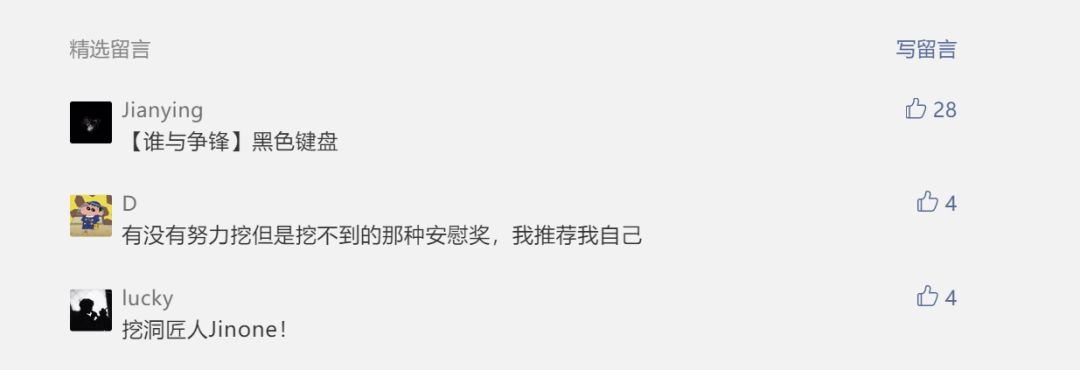 精选留言
写留言
Jianying
28
【谁与争锋】黑色键盘
D
4
有没有努力挖但是挖不到的那种安慰奖，我推荐我自己
lucky
4
挖洞匠人Jinone！